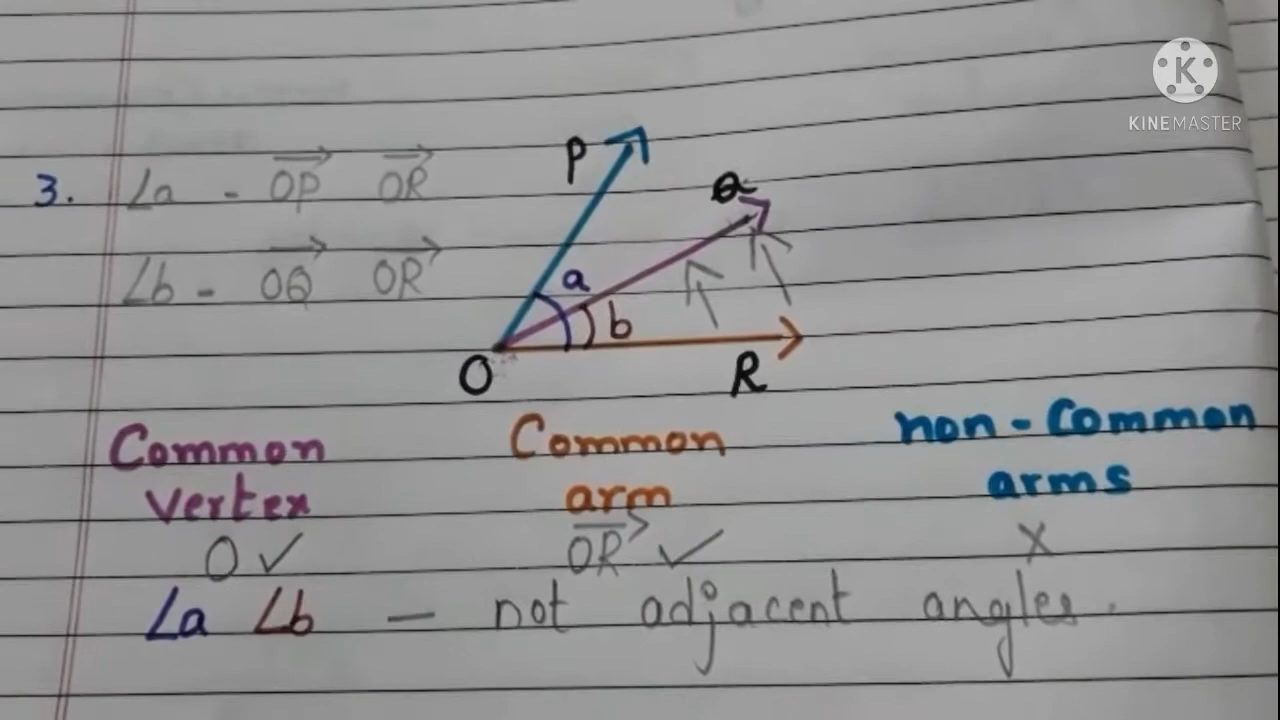 3. ∠a - OP OR
∠b - OQ OR
P
Q
a
b
O
R
Common vertex
Common arm
non-common arms
O ✓
OR ✓
x
∠a ∠b — not adjacent angles.
K
KINEMASTER